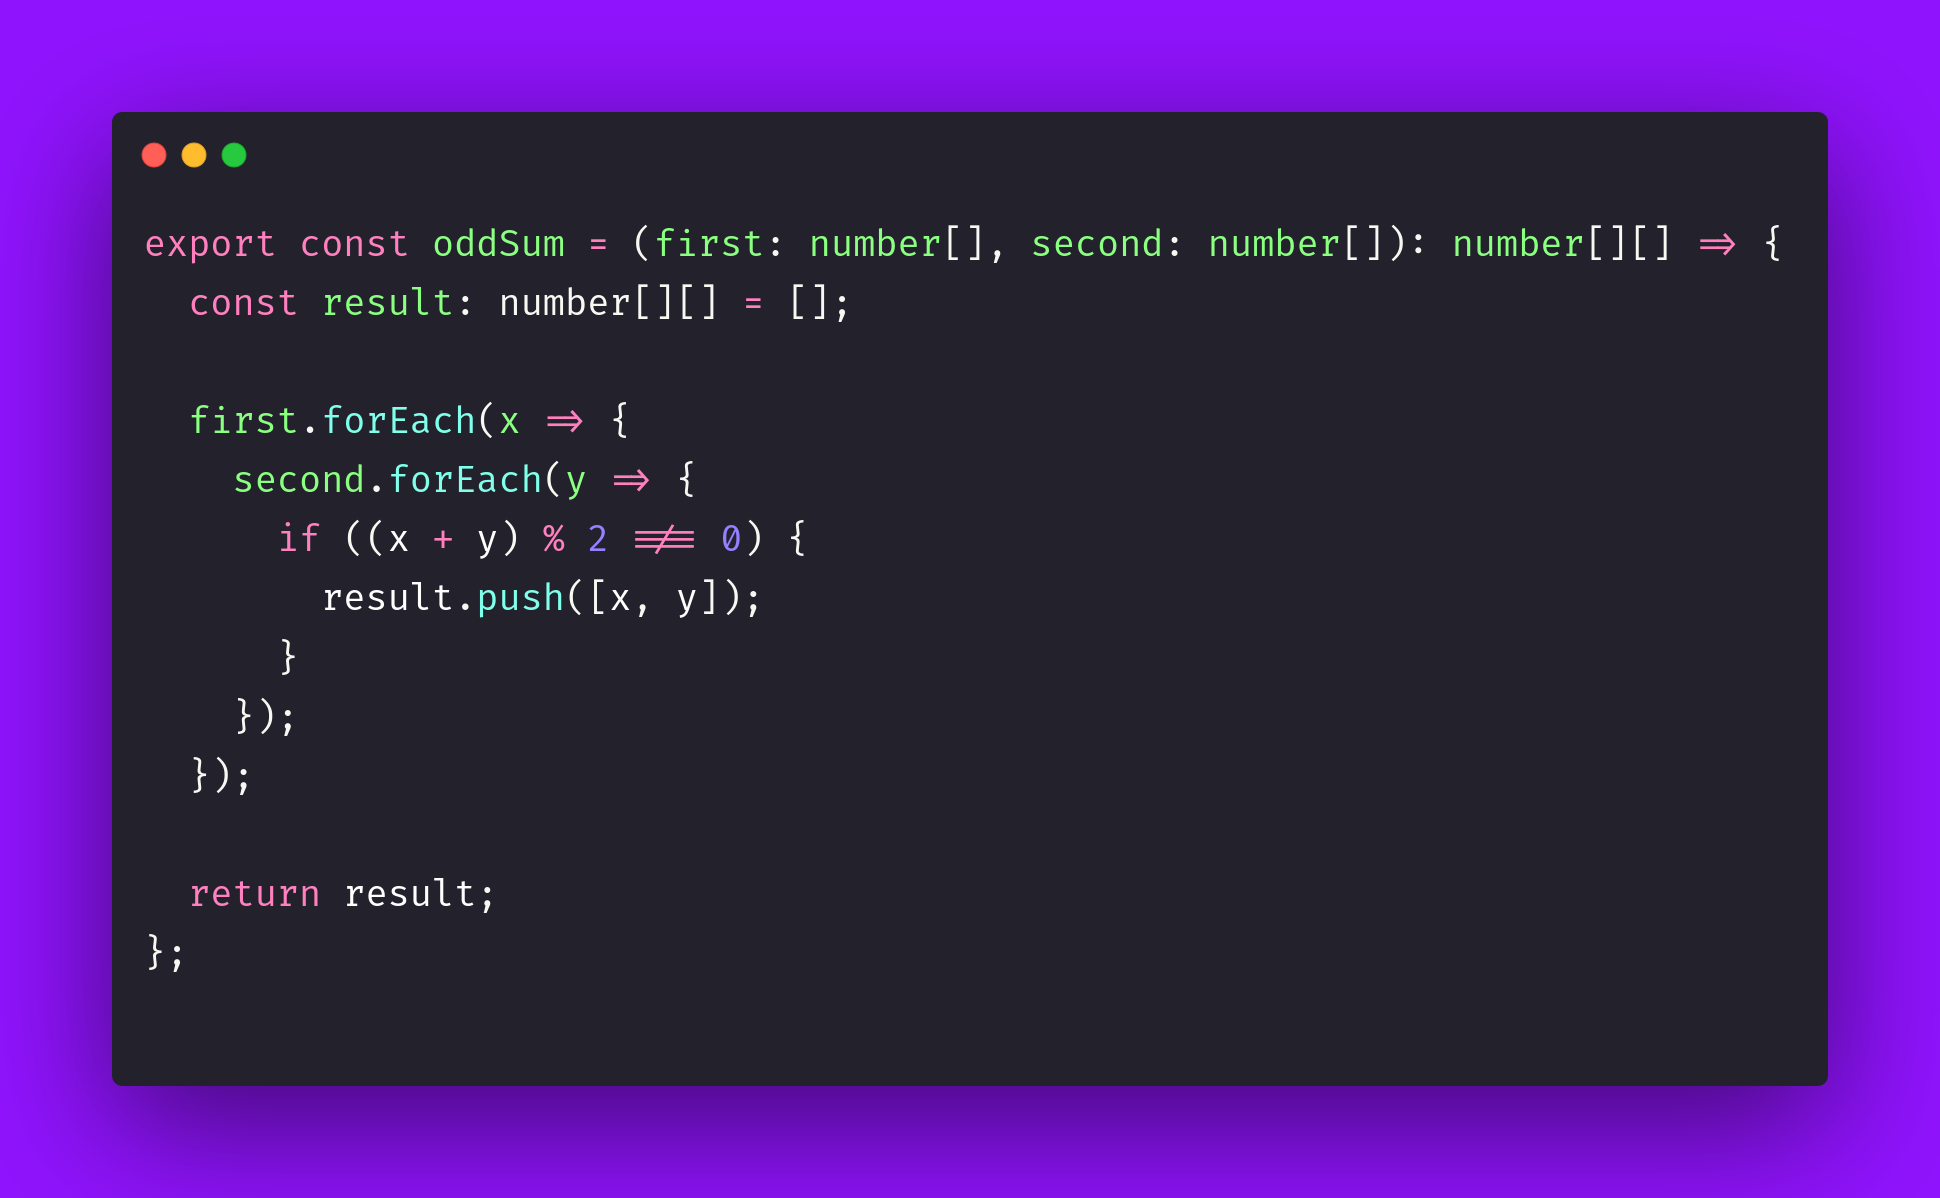 export const oddSum = (first: number[], second: number[]): number[][] => {
  const result: number[][] = [];

  first.forEach(x => {
    second.forEach(y => {
      if ((x + y) % 2 !== 0) {
        result.push([x, y]);
      }
    });
  });

  return result;
};